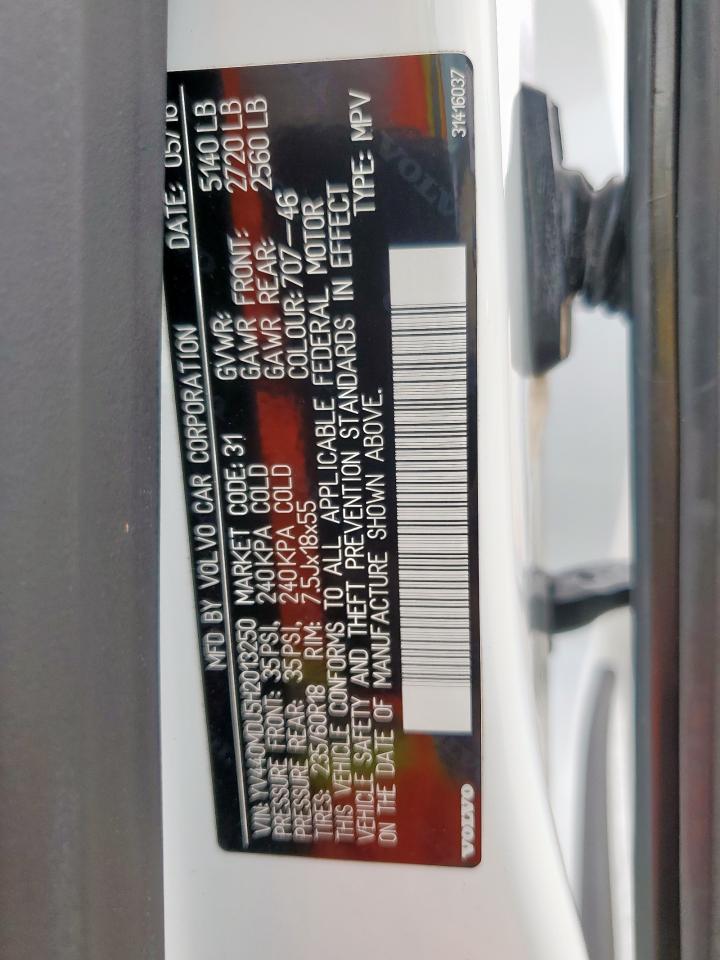 MFD BY VOLVO CAR CORPORATION DATE: 05/16
VIN: YV440MDU5H2013250 MARKET CODE: 31 GVWR: 5140 LB
PRESSURE FRONT: 35PSI, 240KPA COLD GAWR FRONT: 2720 LB
PRESSURE REAR: 35PSI, 240KPA COLD GAWR REAR: 2560 LB
TIRES: 235/60R18 RIM: 7.5Jx18x55 COLOUR: 707-46
THIS VEHICLE CONFORMS TO ALL APPLICABLE FEDERAL MOTOR
VEHICLE SAFETY AND THEFT PREVENTION STANDARDS IN EFFECT
ON THE DATE OF MANUFACTURE SHOWN ABOVE. TYPE: MPV
VOLVO
VOLVO 31416037